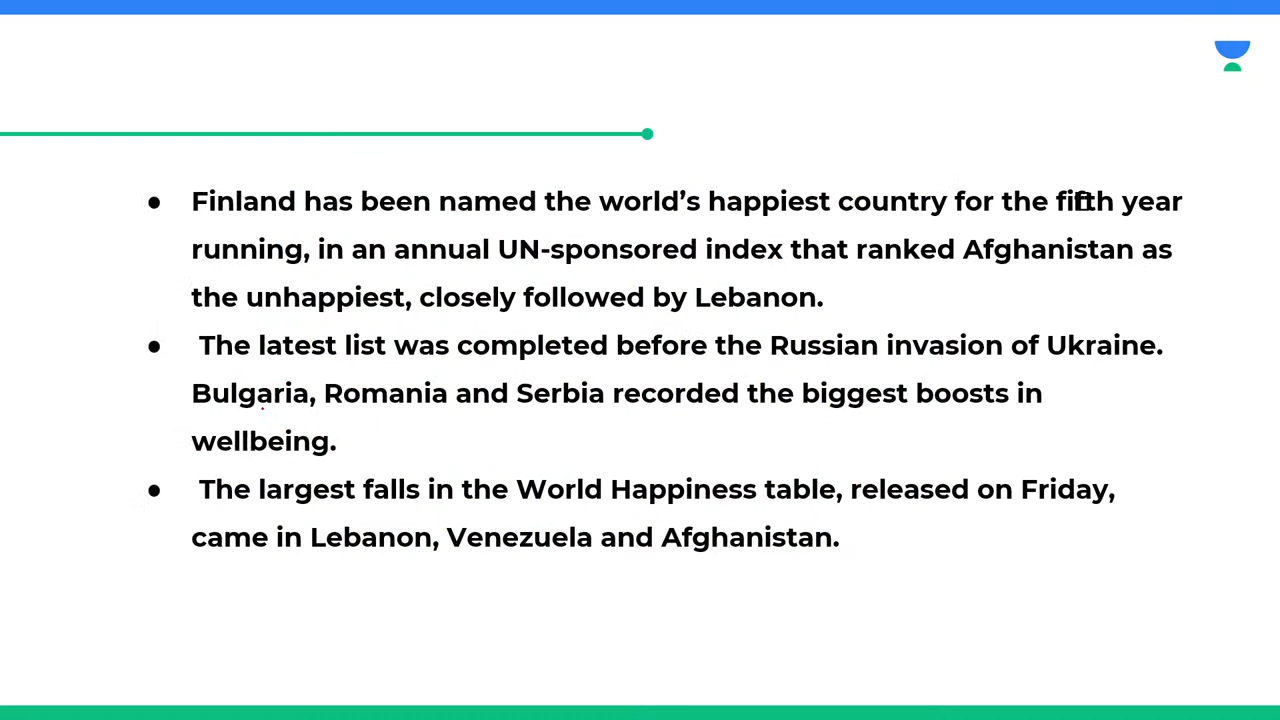 ● Finland has been named the world’s happiest country for the fifth year
running, in an annual UN-sponsored index that ranked Afghanistan as
the unhappiest, closely followed by Lebanon.
● The latest list was completed before the Russian invasion of Ukraine.
Bulgaria, Romania and Serbia recorded the biggest boosts in
wellbeing.
● The largest falls in the World Happiness table, released on Friday,
came in Lebanon, Venezuela and Afghanistan.